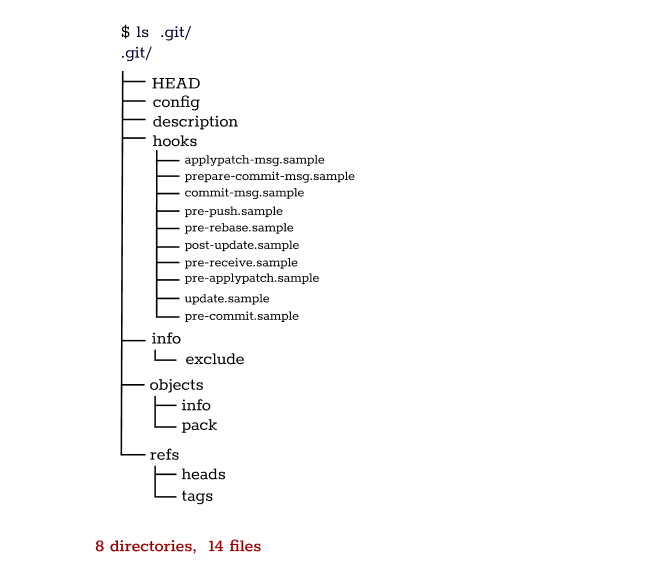 $ ls .git/
.git/
HEAD
config
description
hooks
applypatch-msg.sample
prepare-commit-msg.sample
commit-msg.sample
pre-push.sample
pre-rebase.sample
post-update.sample
pre-receive.sample
pre-applypatch.sample
update.sample
pre-commit.sample
info
exclude
objects
info
pack
refs
heads
tags
8 directories, 14 files